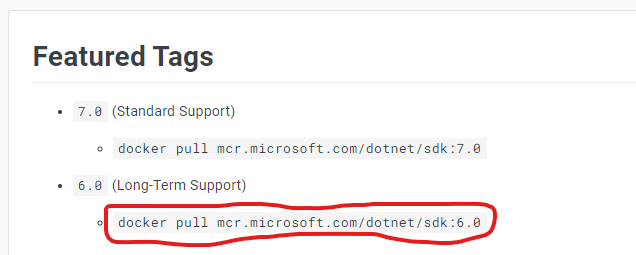 Featured Tags
7.0 (Standard Support)
docker pull mcr.microsoft.com/dotnet/sdk:7.0
6.0 (Long-Term Support)
docker pull mcr.microsoft.com/dotnet/sdk:6.0